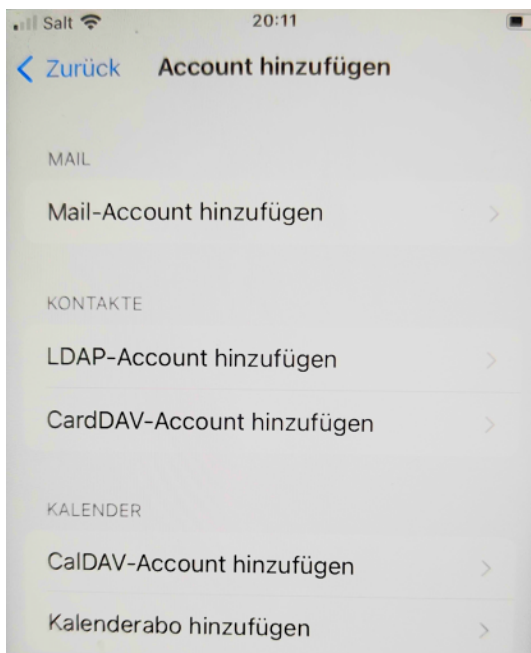 Salt 20:11
Zurück Account hinzufügen
MAIL
Mail-Account hinzufügen
KONTAKTE
LDAP-Account hinzufügen
CardDAV-Account hinzufügen
KALENDER
CalDAV-Account hinzufügen
Kalenderabo hinzufügen